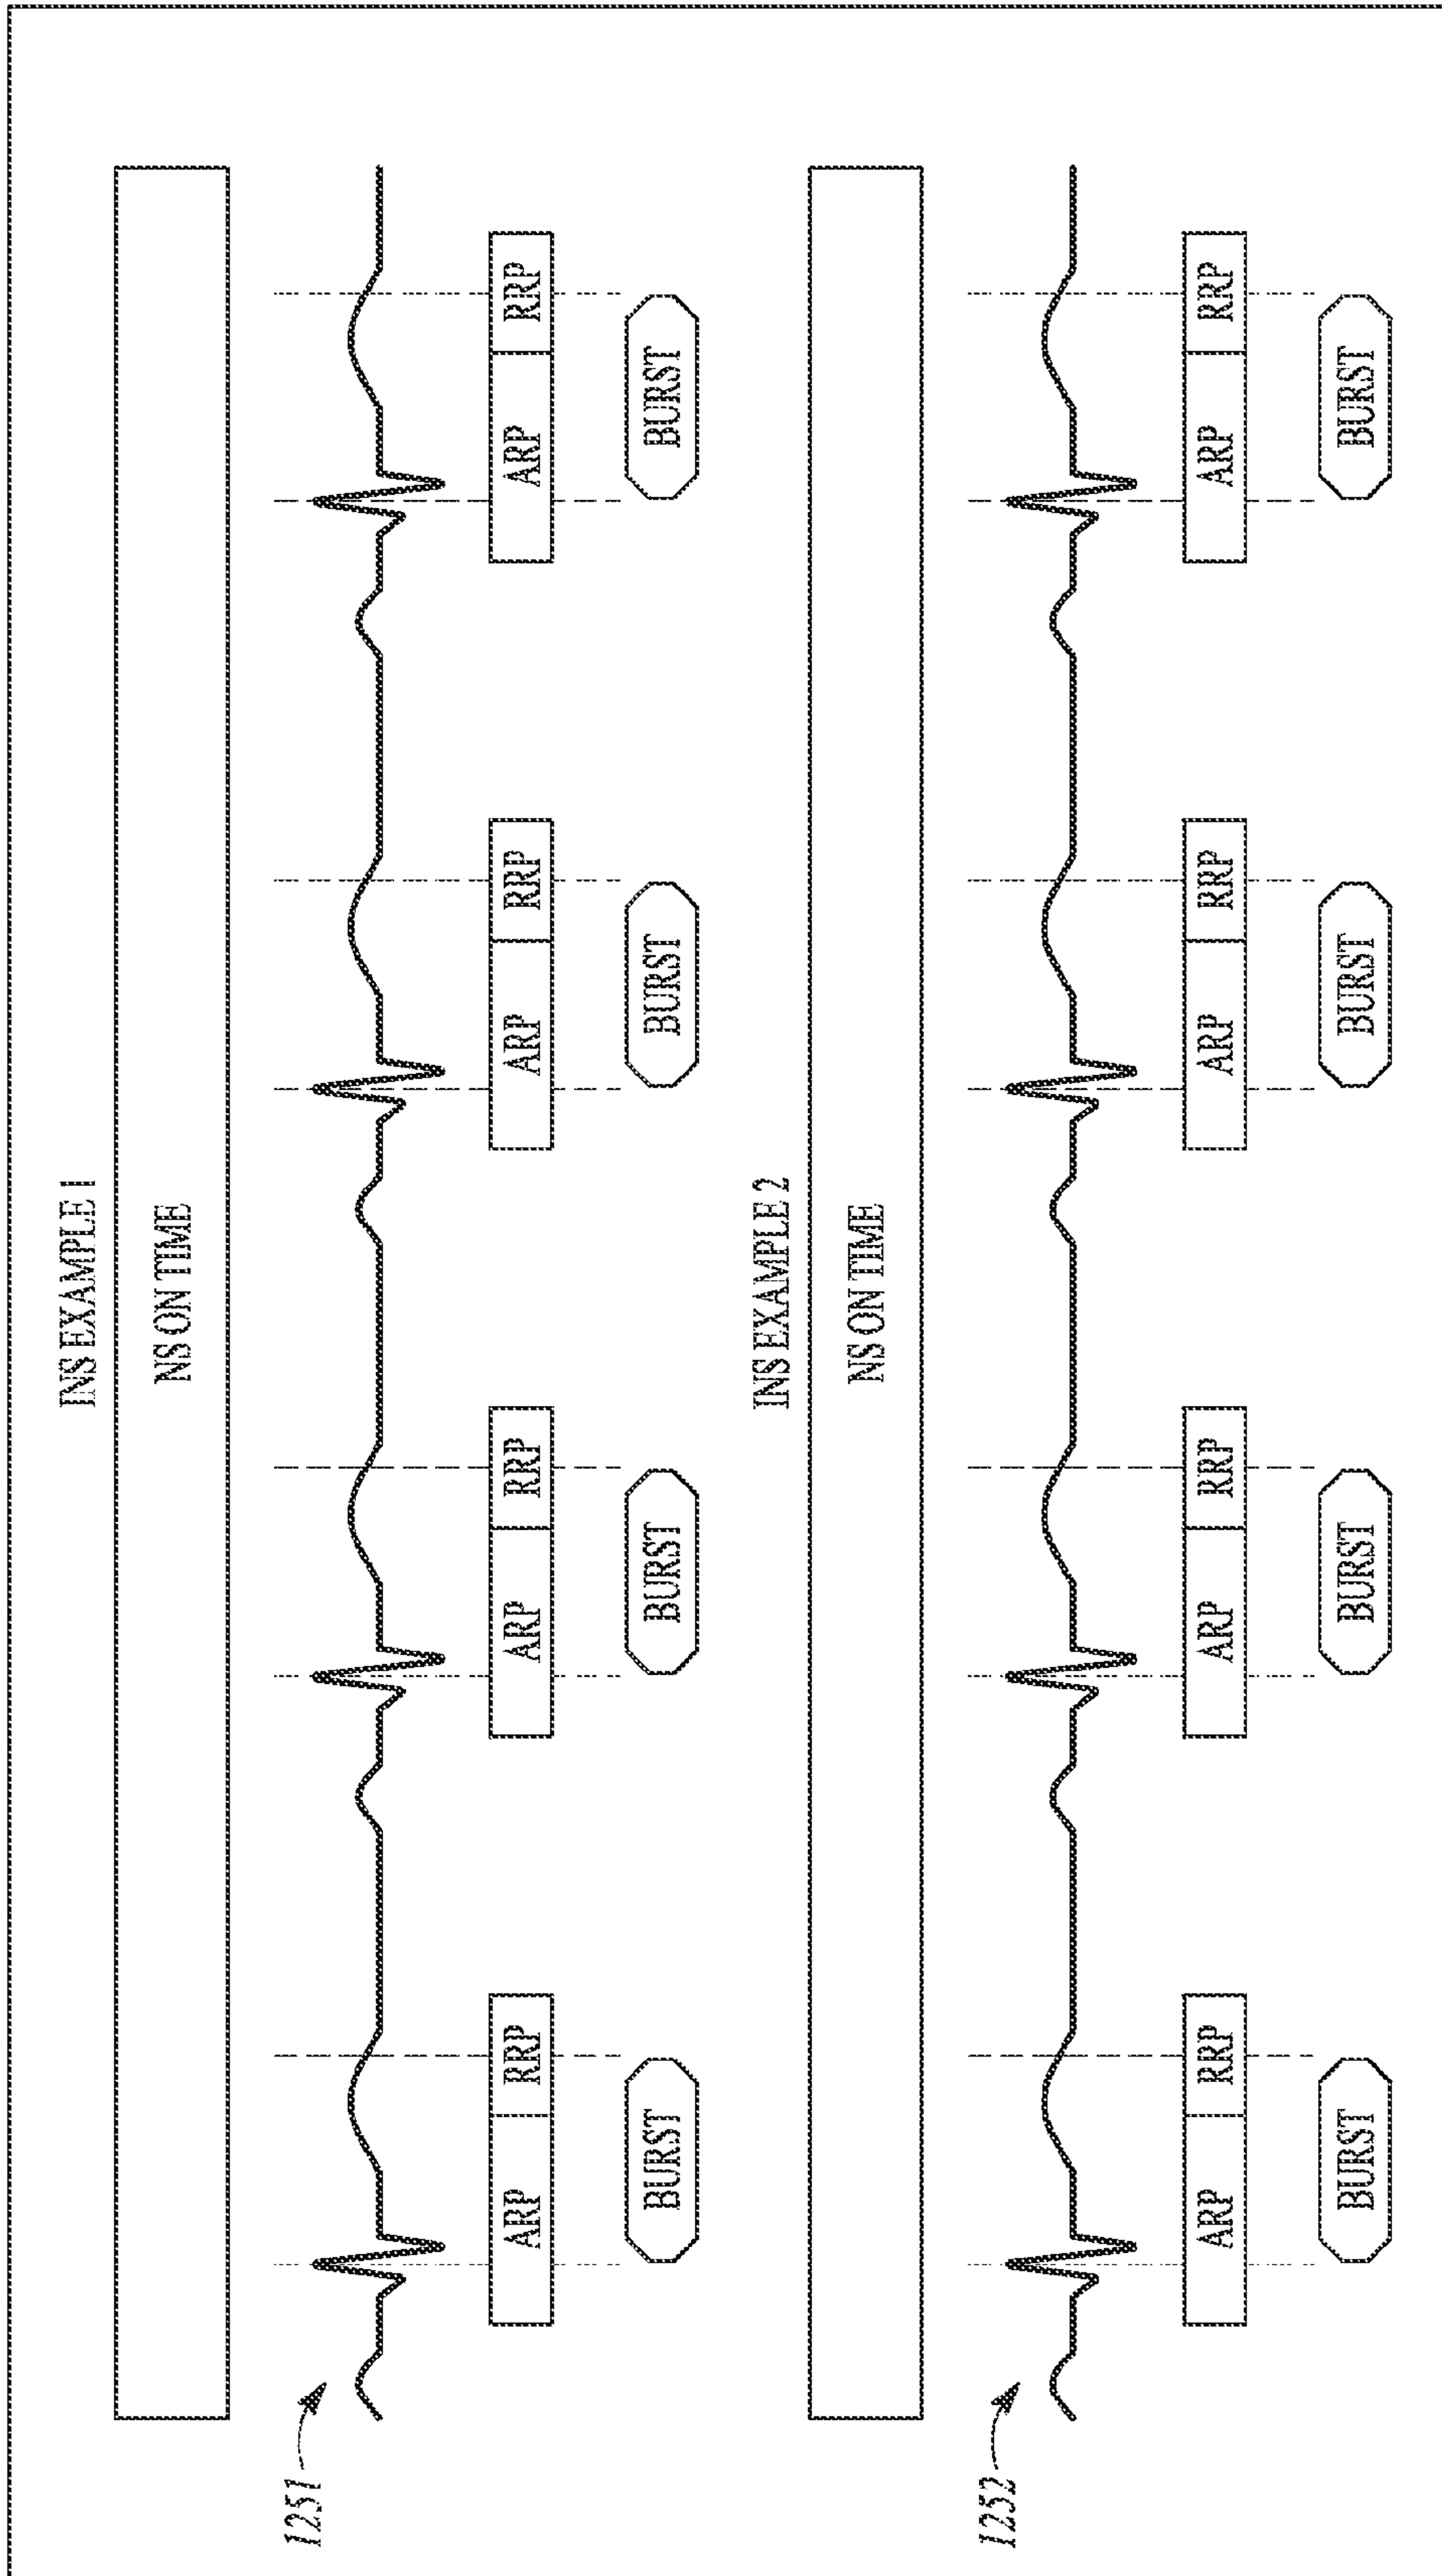 INS EXAMPLE 1
NS ON TIME
1251
ARP RRP ARP RRP ARP RRP ARP RRP
BURST BURST BURST BURST
INS EXAMPLE 2
NS ON TIME
1252
ARP RRP ARP RRP ARP RRP ARP RRP
BURST BURST BURST BURST